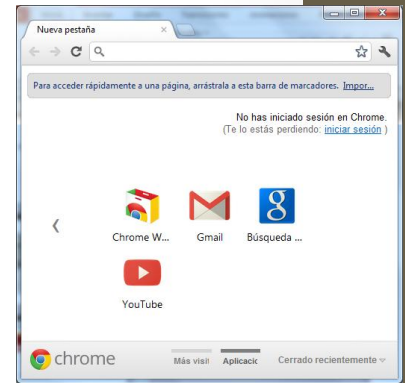 Nueva pestaña
Para acceder rápidamente a una página, arrástrala a esta barra de marcadores. Impor...
No has iniciado sesión en Chrome.
(Te lo estás perdiendo: iniciar sesión )
Chrome W...
Gmail
Búsqueda ...
YouTube
chrome
Más visit
Aplicacic
Cerrado recientemente